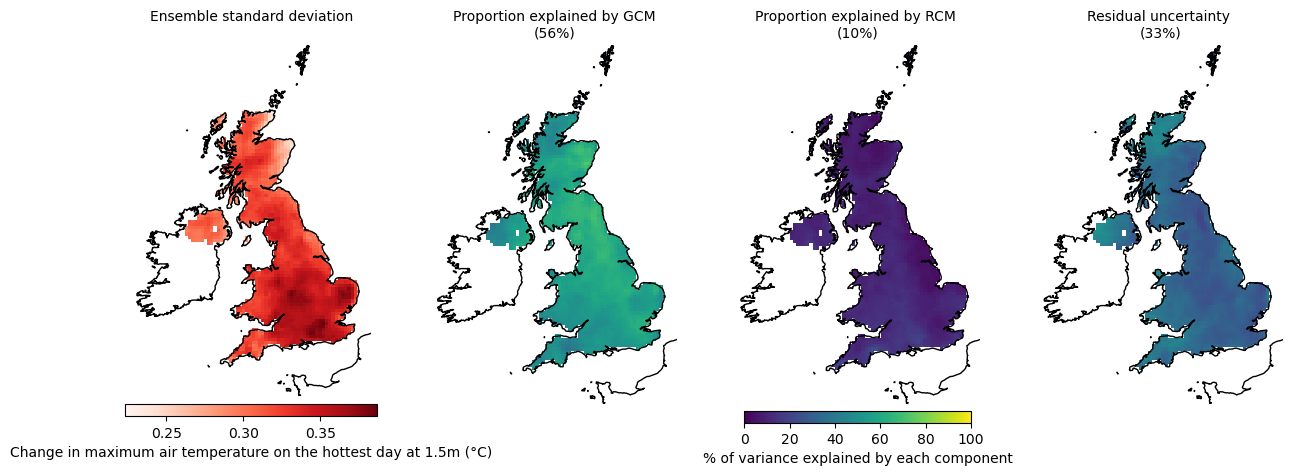 Ensemble standard deviation
Proportion explained by GCM
(56%)
Proportion explained by RCM
(10%)
Residual uncertainty
(33%)
0.25 0.30 0.35
Change in maximum air temperature on the hottest day at 1.5m (°C)
0 20 40 60 80 100
% of variance explained by each component